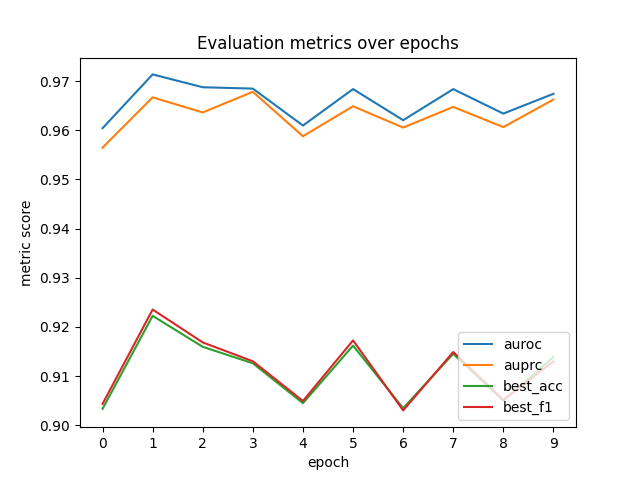 Evaluation metrics over epochs
0.97
0.96
0.95
0.94
0.93
0.92
0.91
0.90
metric score
auroc
auprc
best_acc
best_f1
0 1 2 3 4 5 6 7 8 9
epoch